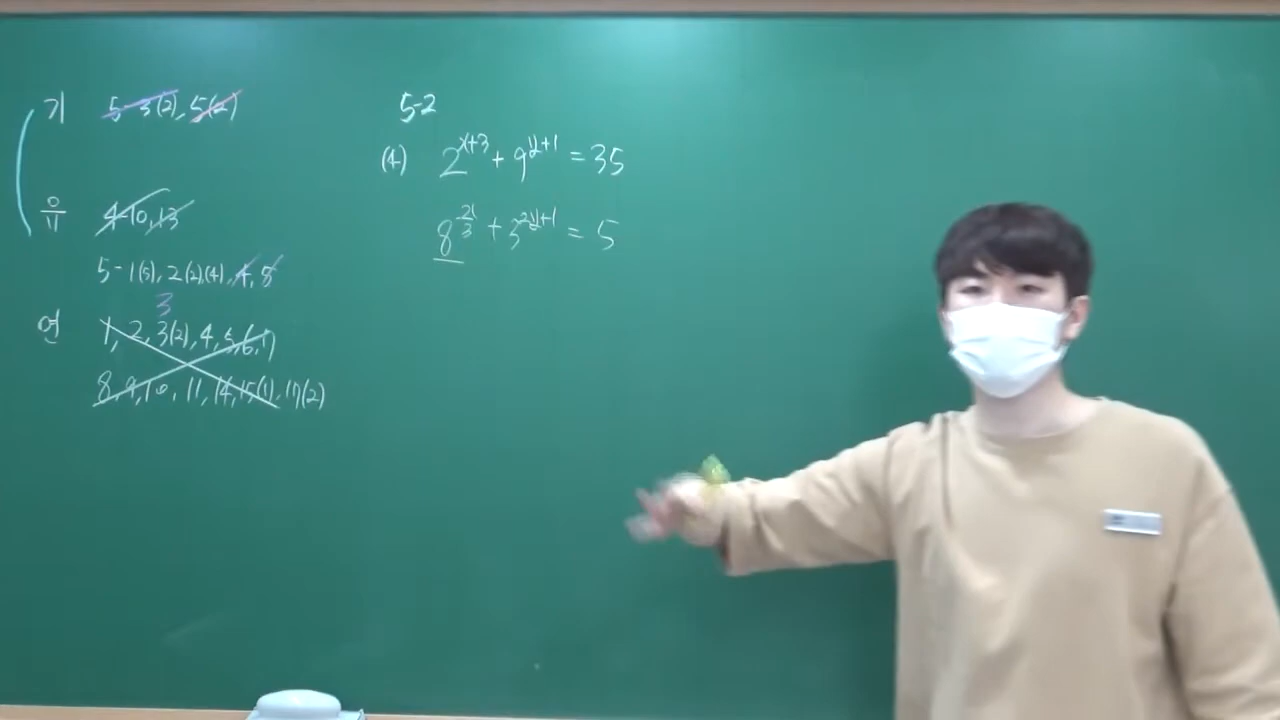 기 5-3(2), 5(2)
유 4-10, 13
5-1(5), 2(2),(4), 4, 8
3
연 1, 2, 3(2), 4, 5, 6, 7
8, 9, 10, 11, 14, 15(1), 17(2)
5-2
(4) 2^{x+3} + 9^{y+1} = 35
8^{\frac{x}{3}} + 3^{2y+1} = 5